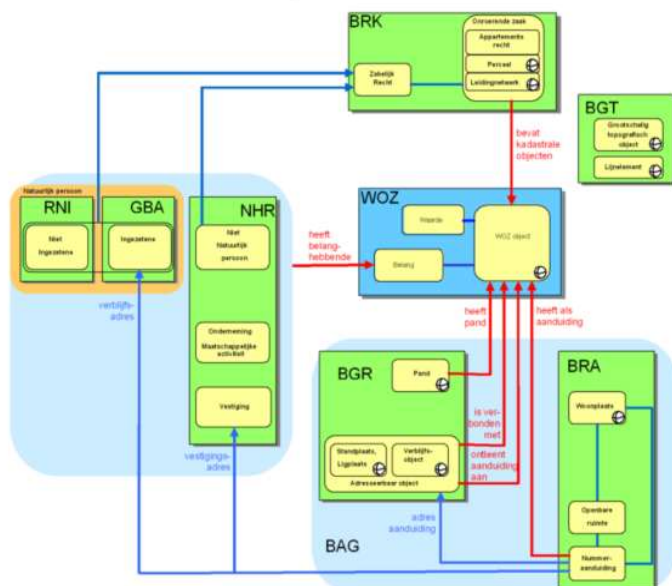 BRK
Onroerende zaak
Appartements
recht
Zakelijk
Recht
Perceel
Leidingnetwerk
BGT
Grootschalig
topografisch
object
Lijnelement
bevat
kadastrale
objecten
Natuurlijk persoon
RNI
GBA
NHR
WOZ
Niet
Ingezetene
Ingezetene
Niet
Natuurlijk
persoon
heeft
belang-
hebbende
Waarde
WOZ object
Belang
verblijfs-
adres
heeft
pand
heeft als
aanduiding
Onderneming
Maatschappelijke
activiteit
BGR
Pand
BRA
Vestiging
Woonplaats
is ver-
bonden
met
Standplaats,
Ligplaats
Verblijfs-
object
ontleent
aanduiding
aan
Adresseerbaar object
vestigings-
adres
adres
aanduiding
Openbare
ruimte
BAG
Nummer-
aanduiding